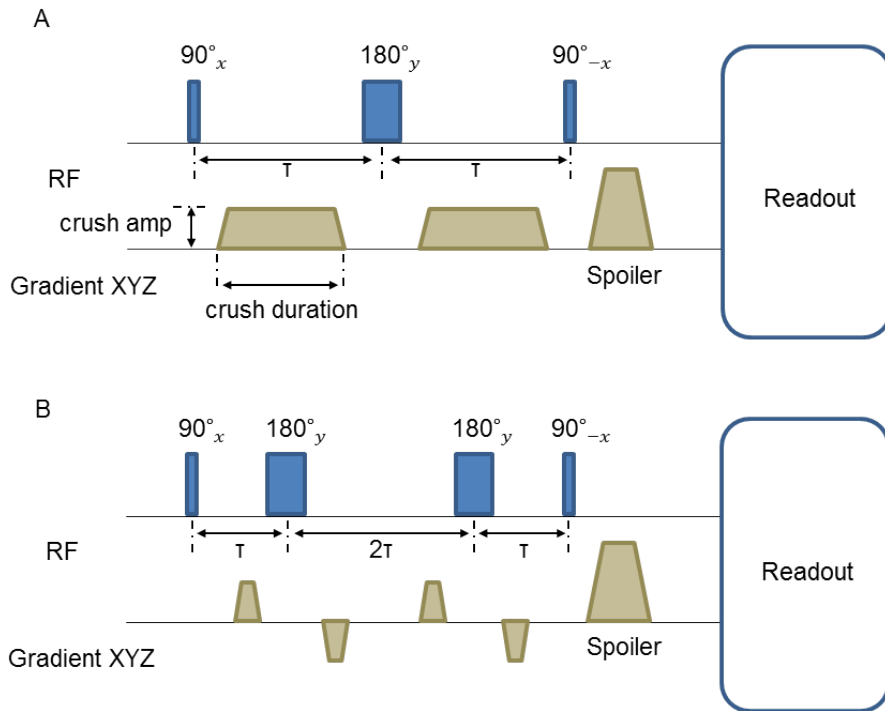 A
90°ₓ 180°ᵧ 90°₋ₓ
τ τ
RF
crush amp
Readout
Gradient XYZ
Spoiler
crush duration
B
90°ₓ 180°ᵧ 180°ᵧ 90°₋ₓ
τ 2τ τ
RF
Readout
Gradient XYZ
Spoiler